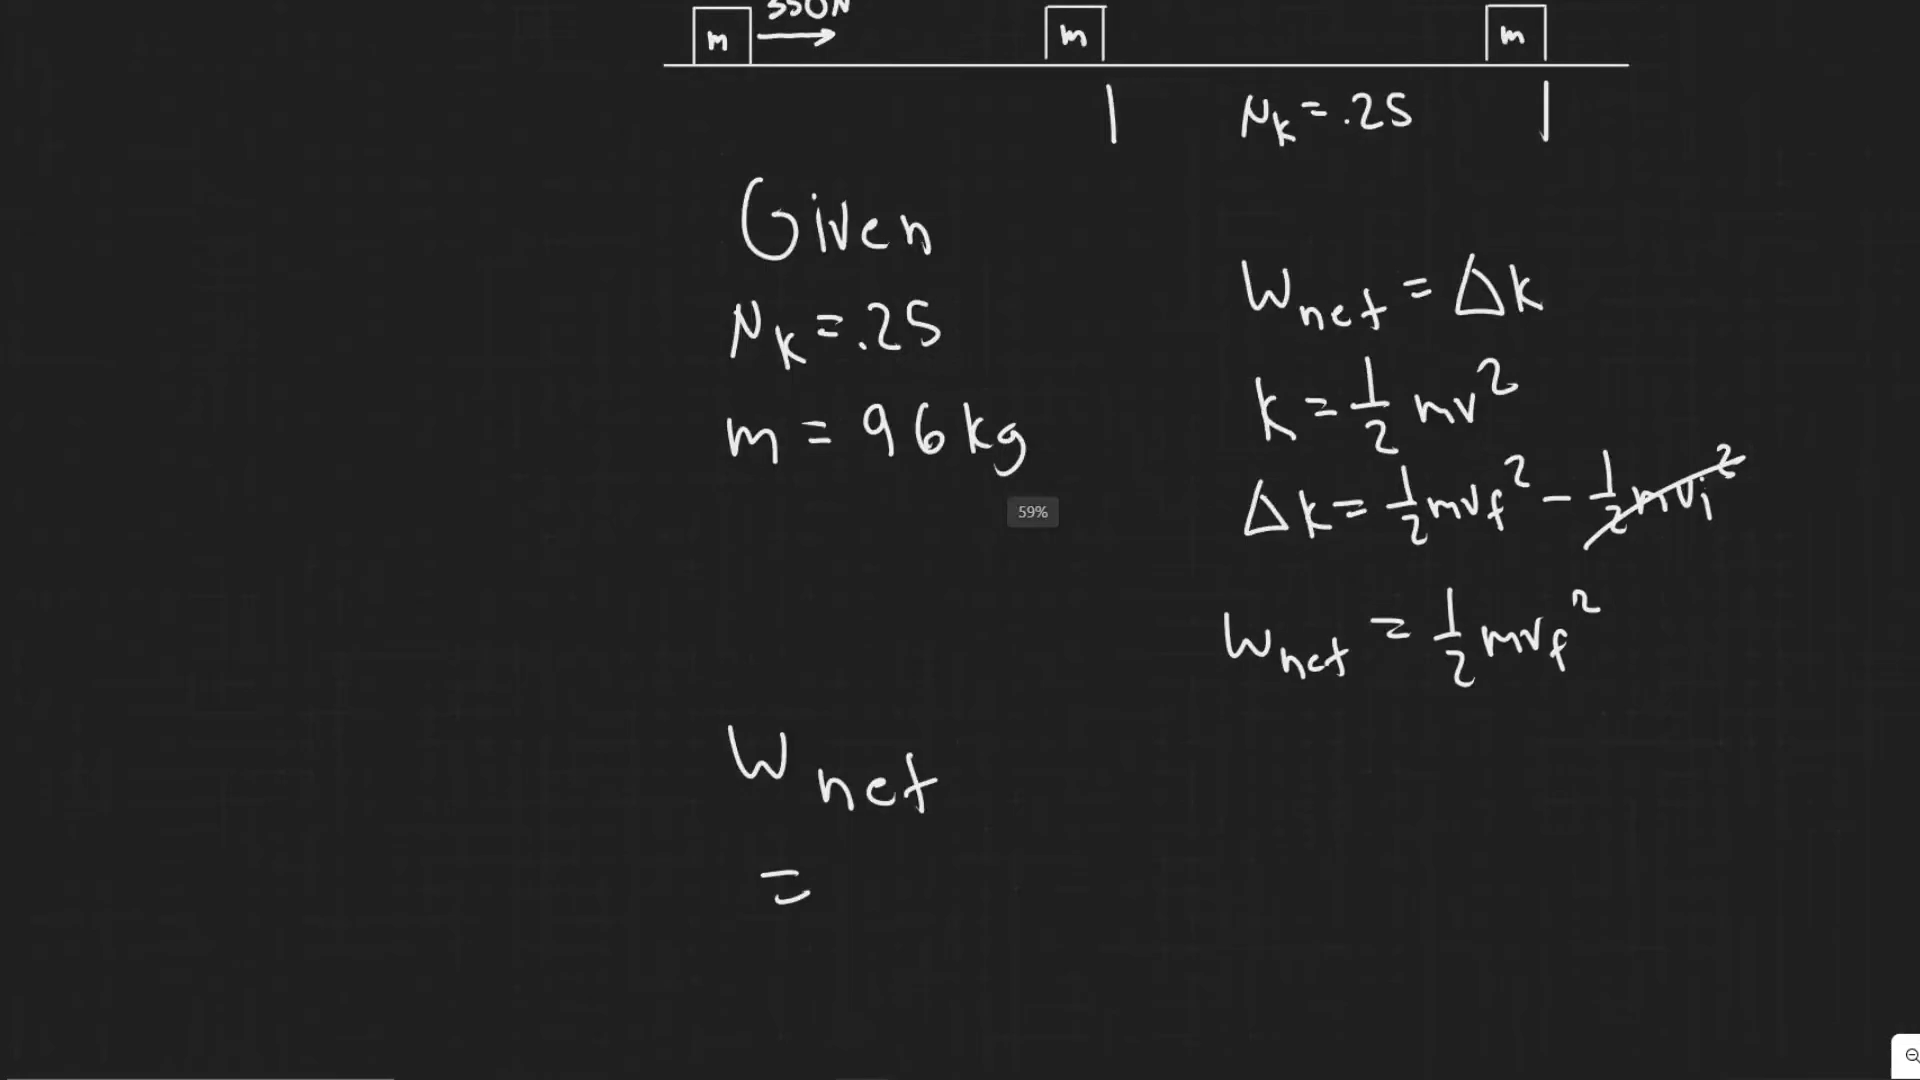 m m m
μk = .25
Given
μk = .25
m = 96 kg
Wnet = Δk
k = 1/2 mv²
Δk = 1/2 mvf² - 1/2 mvi²
59%
Wnet = 1/2 mvf²
Wnet
=